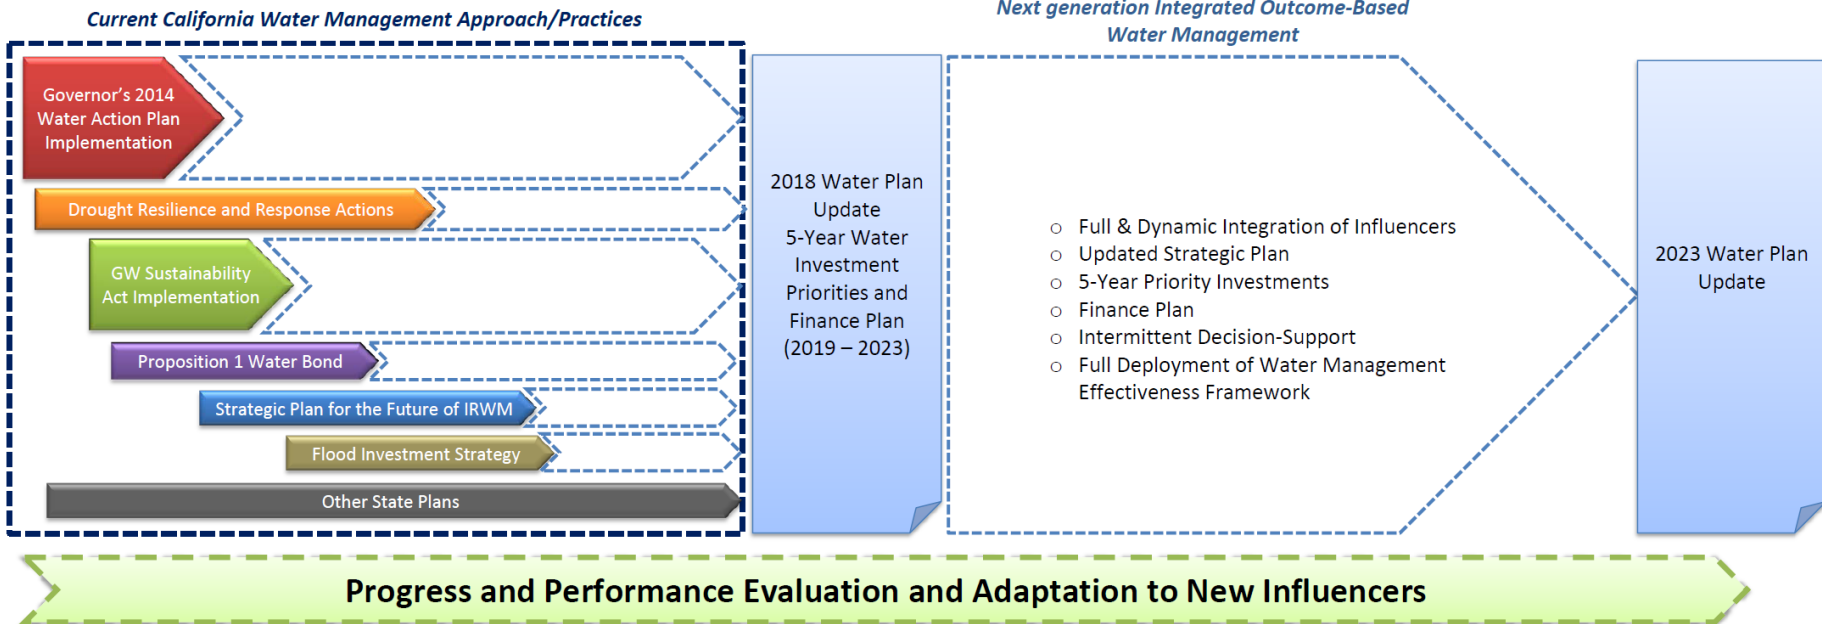 Current California Water Management Approach/Practices
Next generation Integrated Outcome-Based
Water Management
Governor's 2014
Water Action Plan
Implementation
Drought Resilience and Response Actions
GW Sustainability
Act Implementation
Proposition 1 Water Bond
Strategic Plan for the Future of IRWM
Flood Investment Strategy
Other State Plans
2018 Water Plan
Update
5-Year Water
Investment
Priorities and
Finance Plan
(2019 – 2023)
○ Full & Dynamic Integration of Influencers
○ Updated Strategic Plan
○ 5-Year Priority Investments
○ Finance Plan
○ Intermittent Decision-Support
○ Full Deployment of Water Management
Effectiveness Framework
2023 Water Plan
Update
Progress and Performance Evaluation and Adaptation to New Influencers